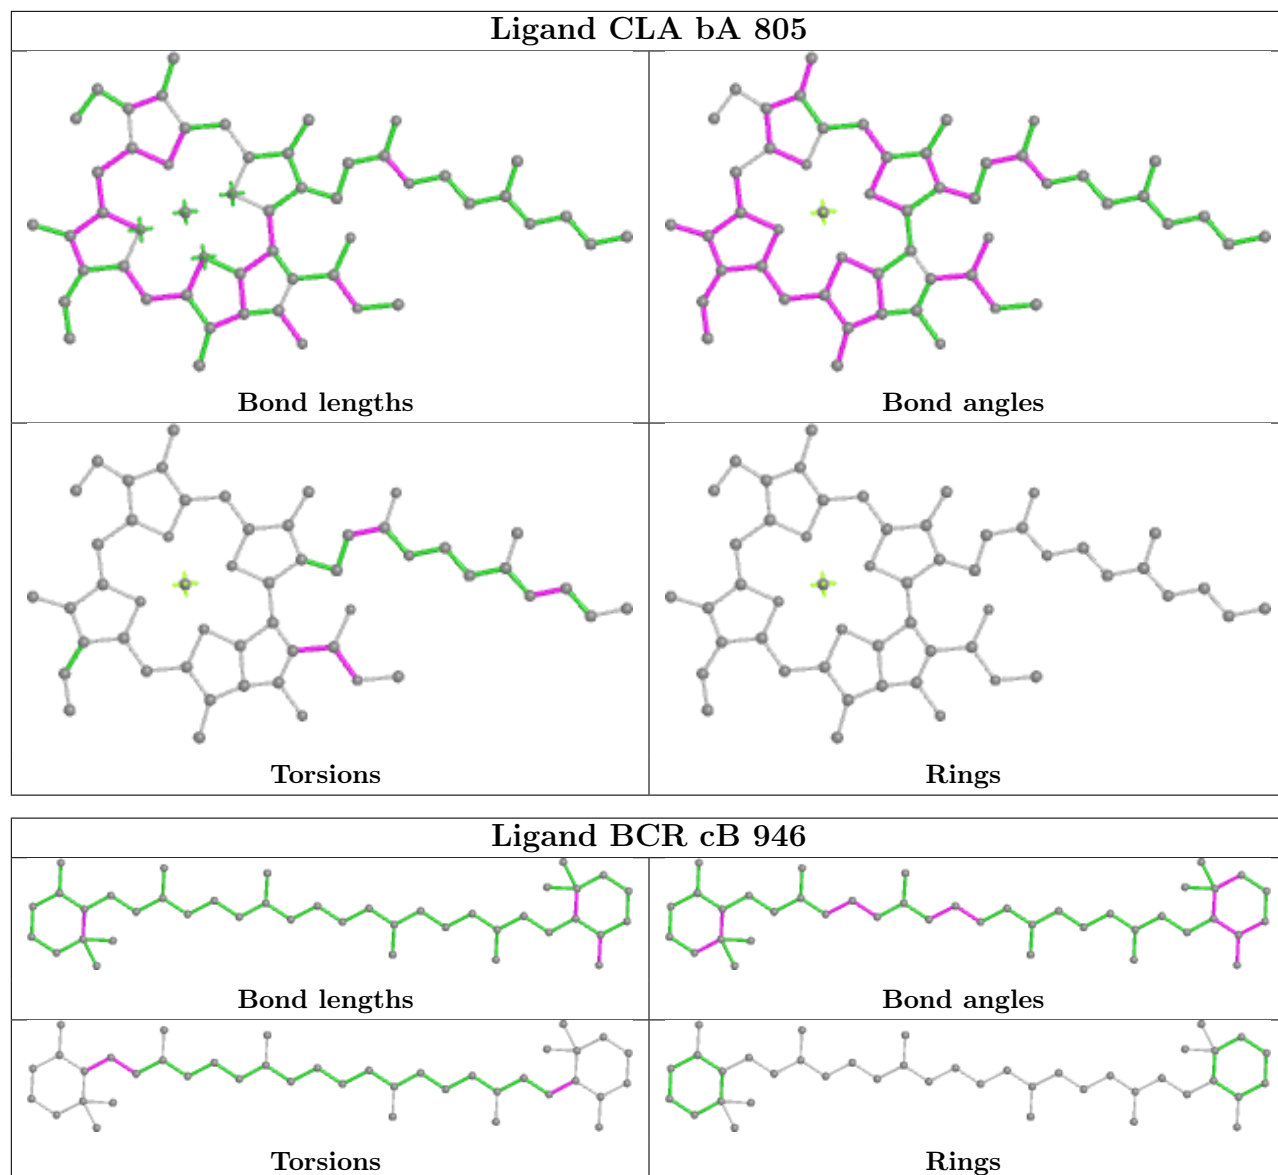 Ligand CLA bA 805
Bond lengths
Bond angles
Torsions
Rings
Ligand BCR cB 946
Bond lengths
Bond angles
Torsions
Rings